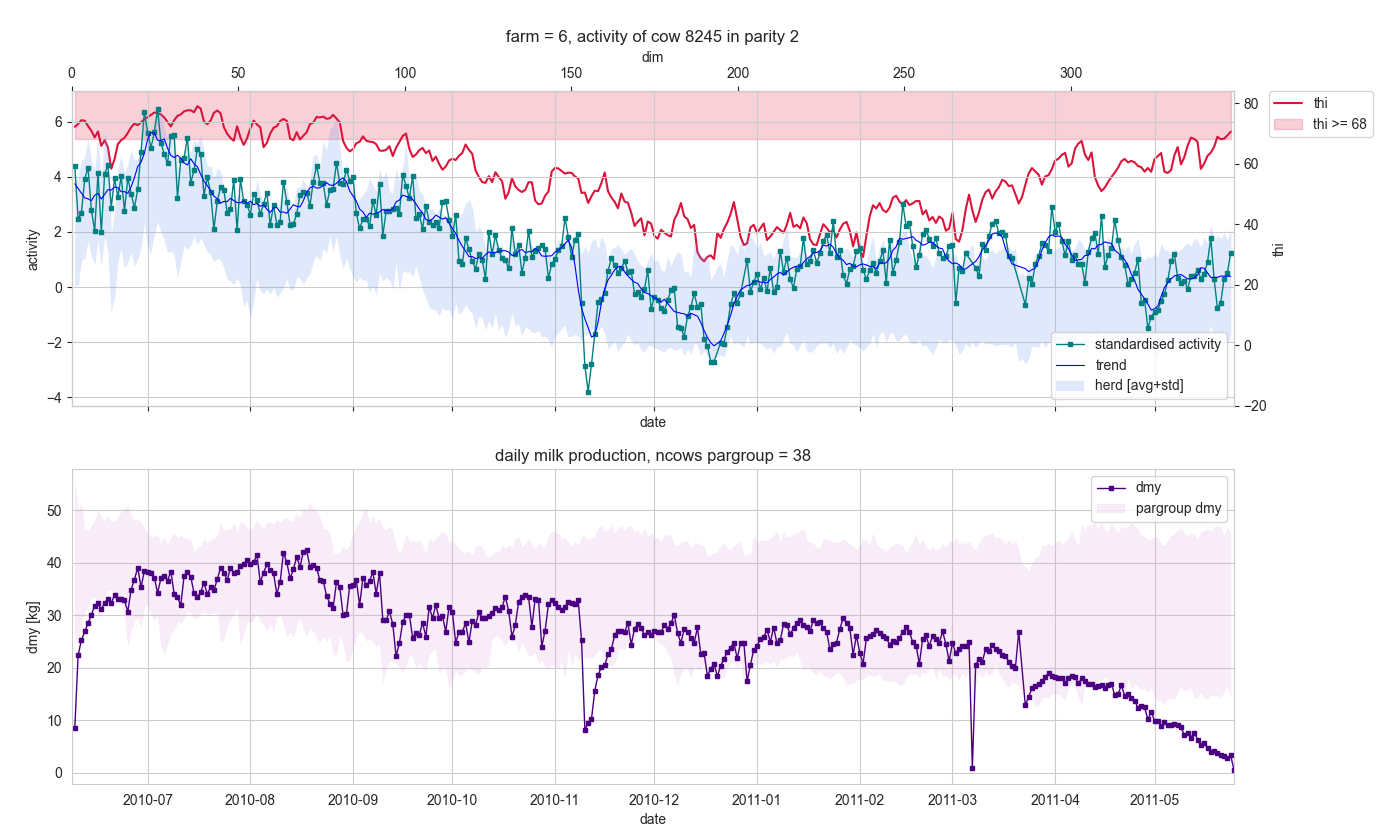 farm = 6, activity of cow 8245 in parity 2
dim
0 50 100 150 200 250 300
thi
thi >= 68
activity
6
4
2
0
−2
−4
80
60
40
20
0
−20
thi
standardised activity
trend
herd [avg+std]
date
daily milk production, ncows pargroup = 38
dmy
pargroup dmy
dmy [kg]
50
40
30
20
10
0
2010-07 2010-08 2010-09 2010-10 2010-11 2010-12 2011-01 2011-02 2011-03 2011-04 2011-05
date